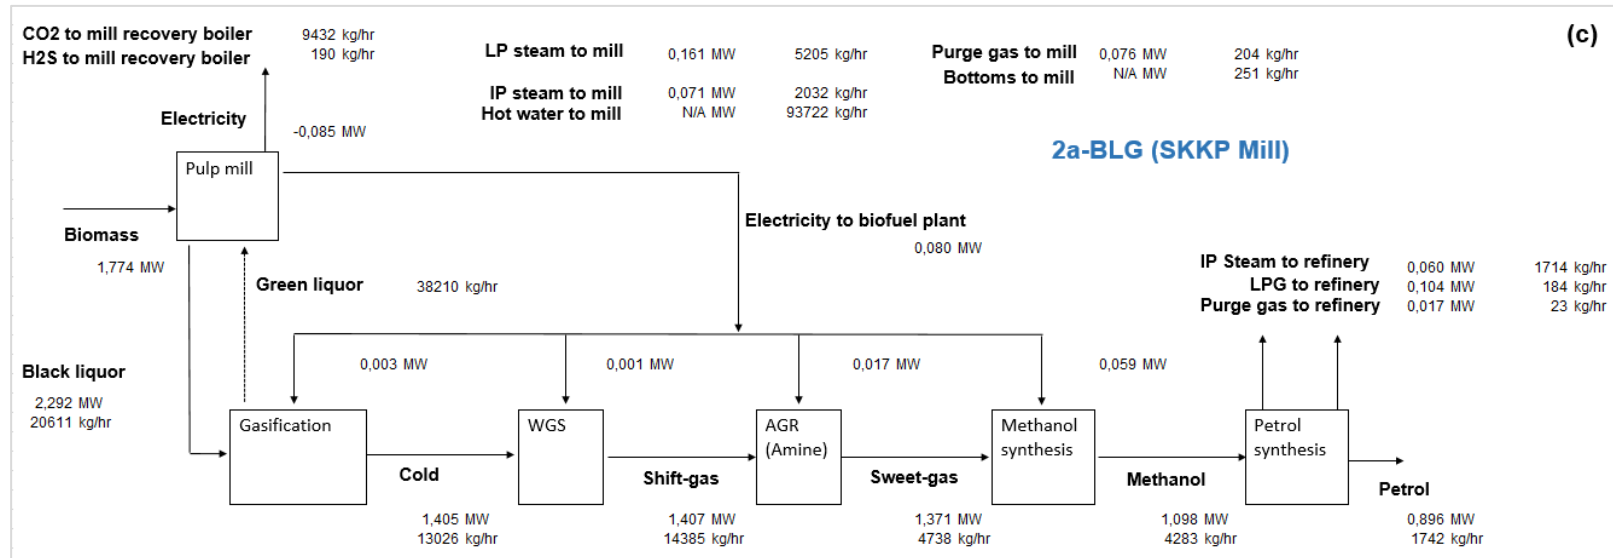 CO2 to mill recovery boiler 9432 kg/hr
H2S to mill recovery boiler 190 kg/hr
LP steam to mill 0,161 MW 5205 kg/hr
IP steam to mill 0,071 MW 2032 kg/hr
Hot water to mill N/A MW 93722 kg/hr
Purge gas to mill 0,076 MW 204 kg/hr
Bottoms to mill N/A MW 251 kg/hr
(c)
Electricity
-0,085 MW
2a-BLG (SKKP Mill)
Pulp mill
Biomass
1,774 MW
Electricity to biofuel plant
0,080 MW
Green liquor 38210 kg/hr
IP Steam to refinery 0,060 MW 1714 kg/hr
LPG to refinery 0,104 MW 184 kg/hr
Purge gas to refinery 0,017 MW 23 kg/hr
0,003 MW
0,001 MW
0,017 MW
0,059 MW
Black liquor
2,292 MW
20611 kg/hr
Gasification
WGS
AGR
(Amine)
Methanol
synthesis
Petrol
synthesis
Cold
1,405 MW
13026 kg/hr
Shift-gas
1,407 MW
14385 kg/hr
Sweet-gas
1,371 MW
4738 kg/hr
Methanol
1,098 MW
4283 kg/hr
Petrol
0,896 MW
1742 kg/hr